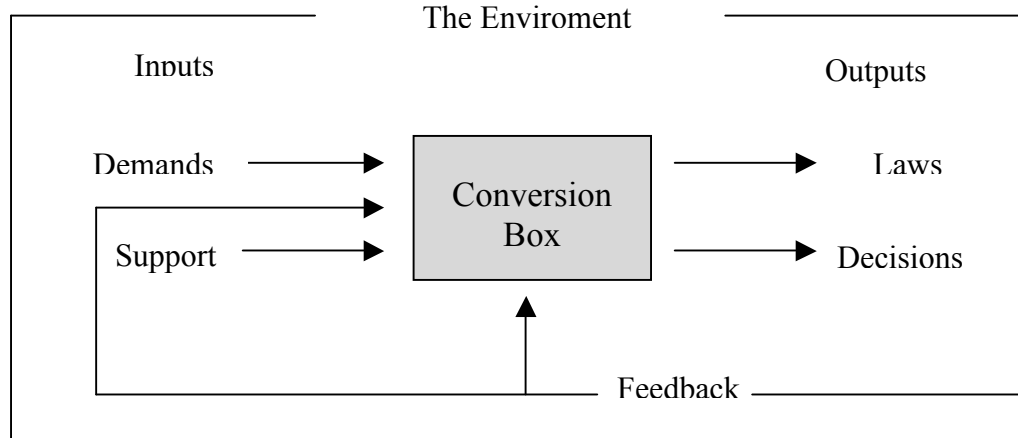 The Enviroment
Inputs
Outputs
Demands
Laws
Conversion
Box
Support
Decisions
Feedback